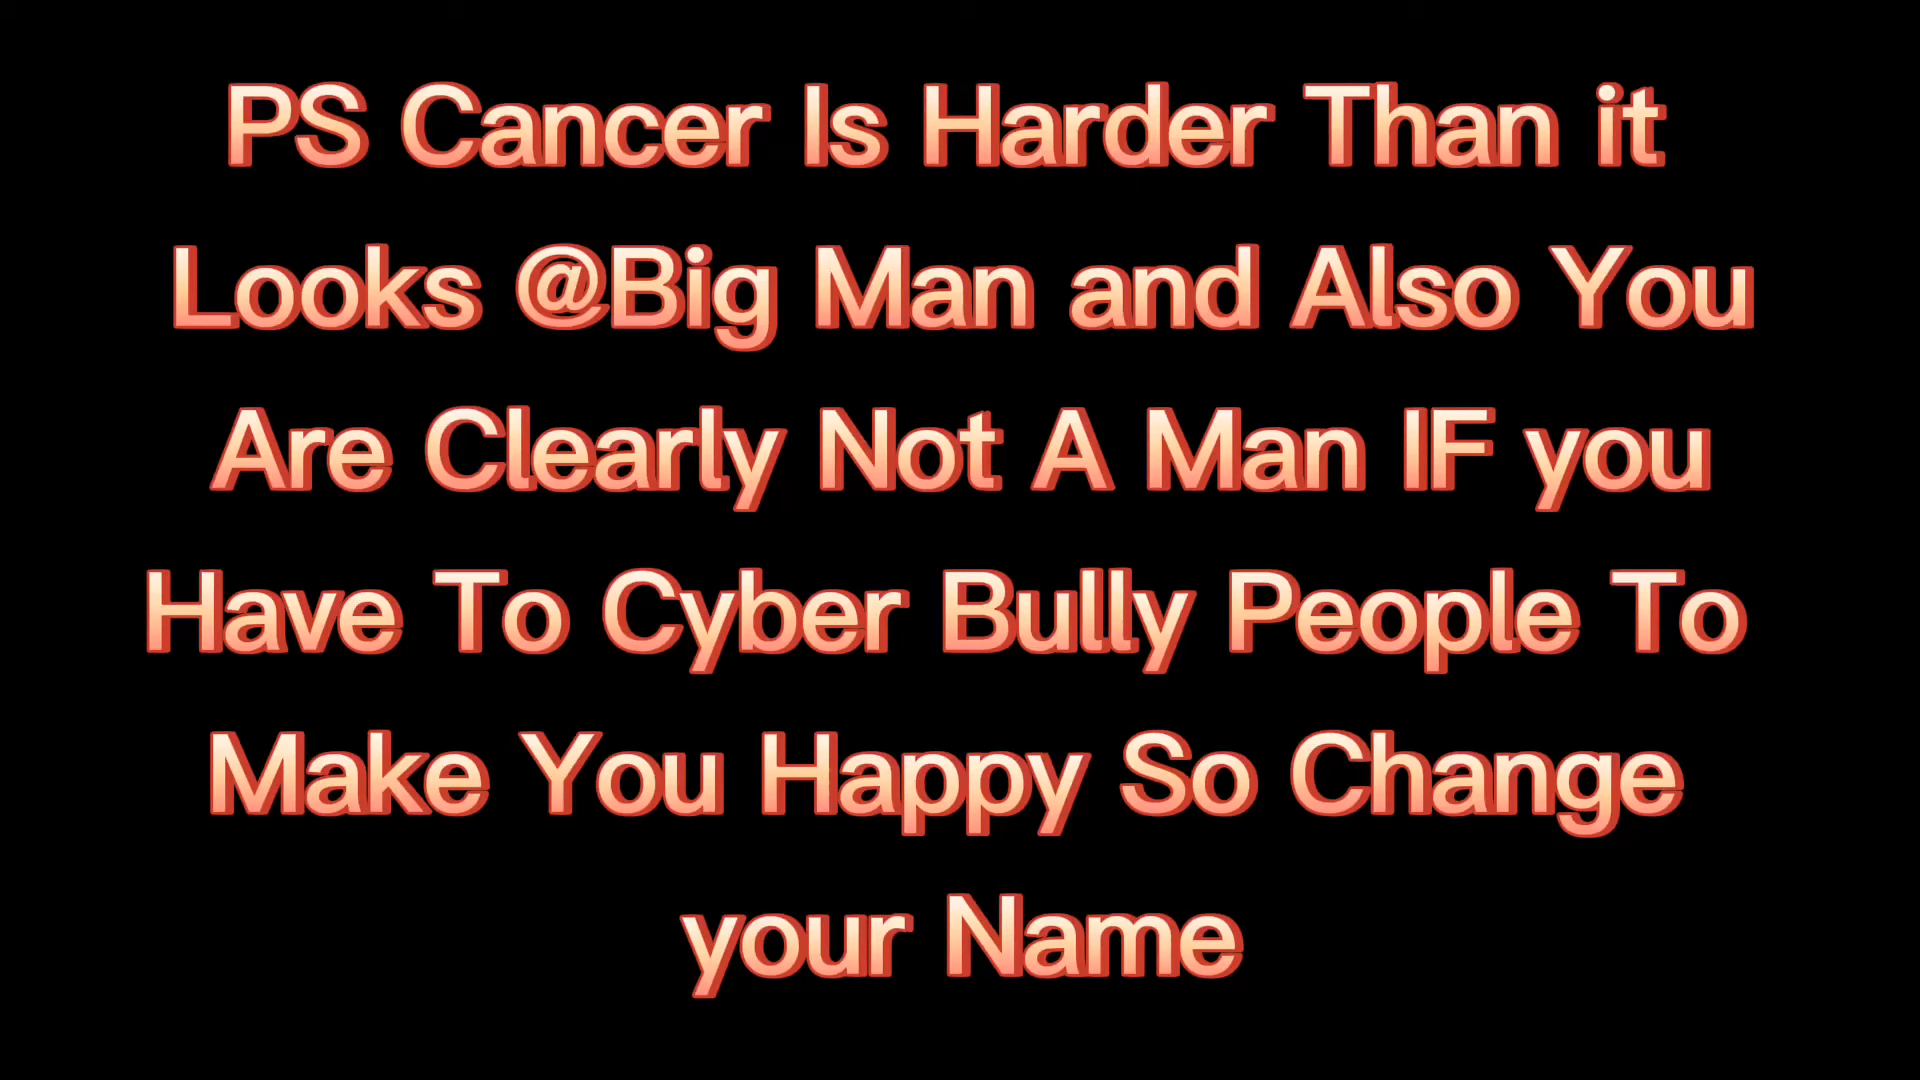 PS Cancer Is Harder Than it
Looks @Big Man and Also You
Are Clearly Not A Man IF you
Have To Cyber Bully People To
Make You Happy So Change
your Name